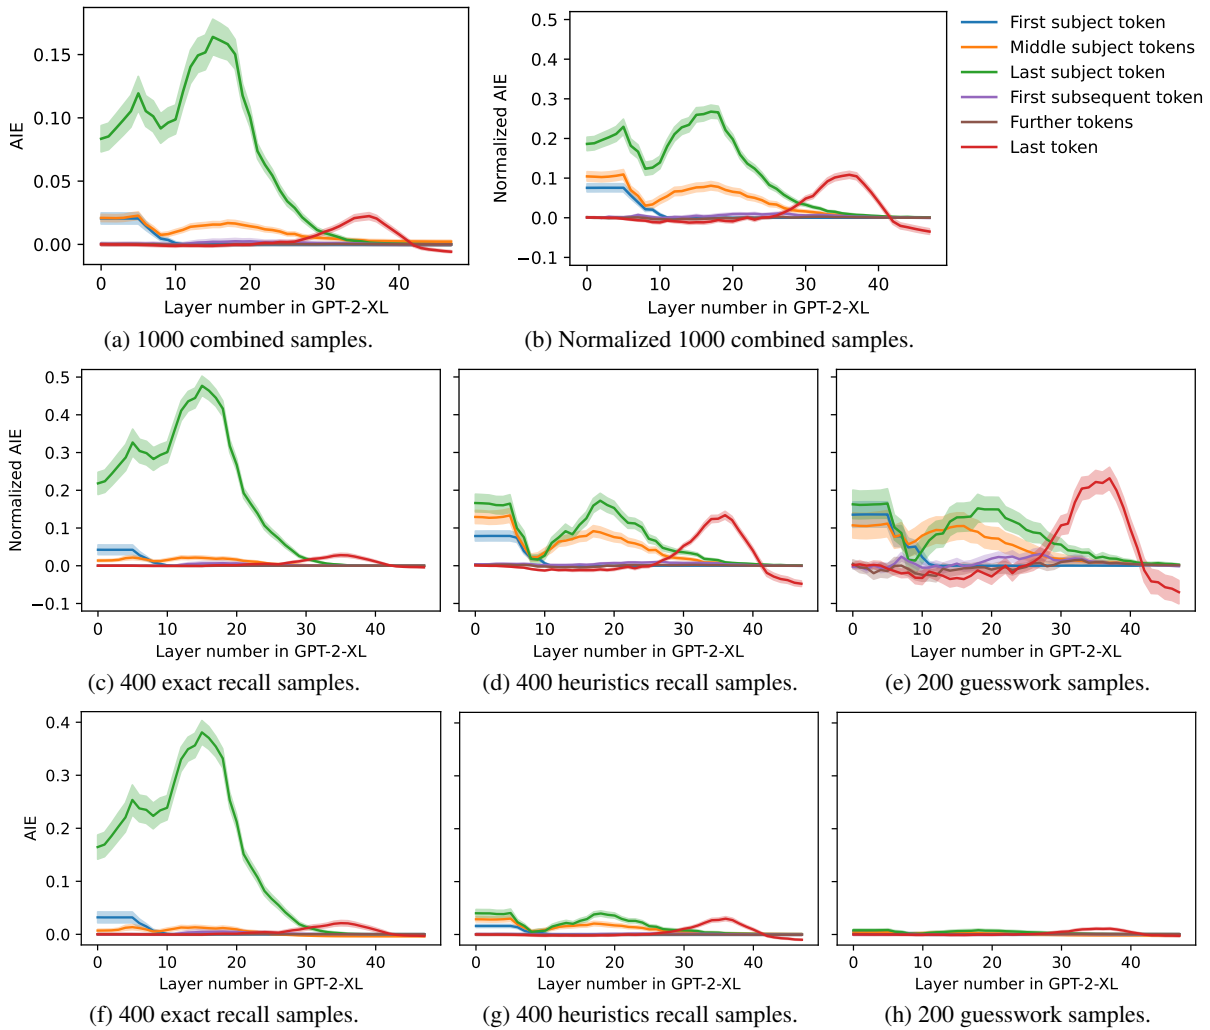 0.15
0.10
0.05
0.00
AIE
0 10 20 30 40
Layer number in GPT-2-XL
(a) 1000 combined samples.
0.5
0.4
0.3
0.2
0.1
0.0
−0.1
Normalized AIE
0 10 20 30 40
Layer number in GPT-2-XL
(b) Normalized 1000 combined samples.
First subject token
Middle subject tokens
Last subject token
First subsequent token
Further tokens
Last token
0.5
0.4
0.3
0.2
0.1
0.0
−0.1
Normalized AIE
0 20 40
Layer number in GPT-2-XL
(c) 400 exact recall samples.
0 10 20 30 40
Layer number in GPT-2-XL
(d) 400 heuristics recall samples.
0 10 20 30 40
Layer number in GPT-2-XL
(e) 200 guesswork samples.
0.4
0.3
0.2
0.1
0.0
AIE
0 10 20 30 40
Layer number in GPT-2-XL
(f) 400 exact recall samples.
0 10 20 30 40
Layer number in GPT-2-XL
(g) 400 heuristics recall samples.
0 10 20 30 40
Layer number in GPT-2-XL
(h) 200 guesswork samples.